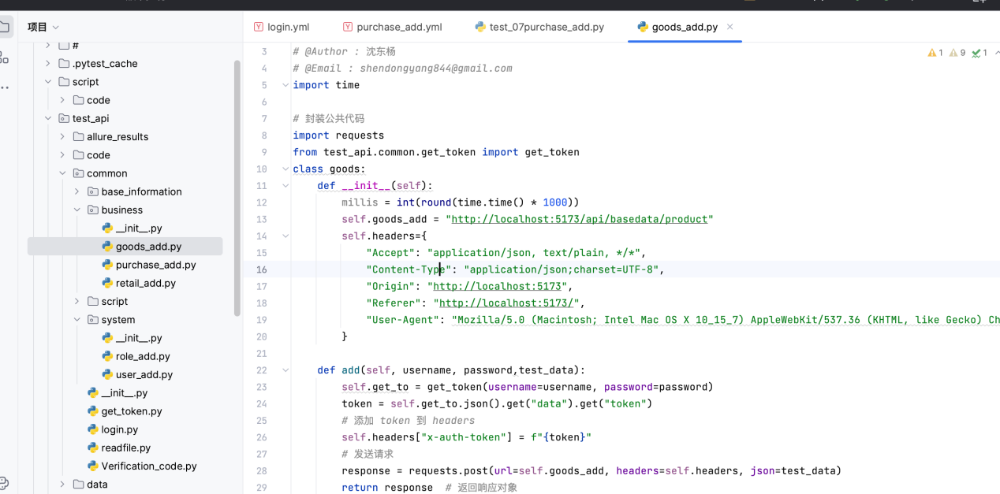 项目
login.yml
purchase_add.yml
test_07purchase_add.py
goods_add.py
#
.pytest_cache
script
code
test_api
allure_results
code
common
base_information
business
__init__.py
goods_add.py
purchase_add.py
retail_add.py
script
system
__init__.py
role_add.py
user_add.py
__init__.py
get_token.py
login.py
readfile.py
Verification_code.py
data
1 9 1
3 # @Author : 沈东杨
4 # @Email : shendongyang844@gmail.com
5 import time
6
7 # 封装公共代码
8 import requests
9 from test_api.common.get_token import get_token
10 class goods:
11 def __init__(self):
12 millis = int(round(time.time() * 1000))
13 self.goods_add = "http://localhost:5173/api/basedata/product"
14 self.headers={
15 "Accept": "application/json, text/plain, */*",
16 "Content-Type": "application/json;charset=UTF-8",
17 "Origin": "http://localhost:5173",
18 "Referer": "http://localhost:5173/",
19 "User-Agent": "Mozilla/5.0 (Macintosh; Intel Mac OS X 10_15_7) AppleWebKit/537.36 (KHTML, like Gecko) Ch
20 }
21
22 def add(self, username, password,test_data):
23 self.get_to = get_token(username=username, password=password)
24 token = self.get_to.json().get("data").get("token")
25 # 添加 token 到 headers
26 self.headers["x-auth-token"] = f"{token}"
27 # 发送请求
28 response = requests.post(url=self.goods_add, headers=self.headers, json=test_data)
29 return response # 返回响应对象